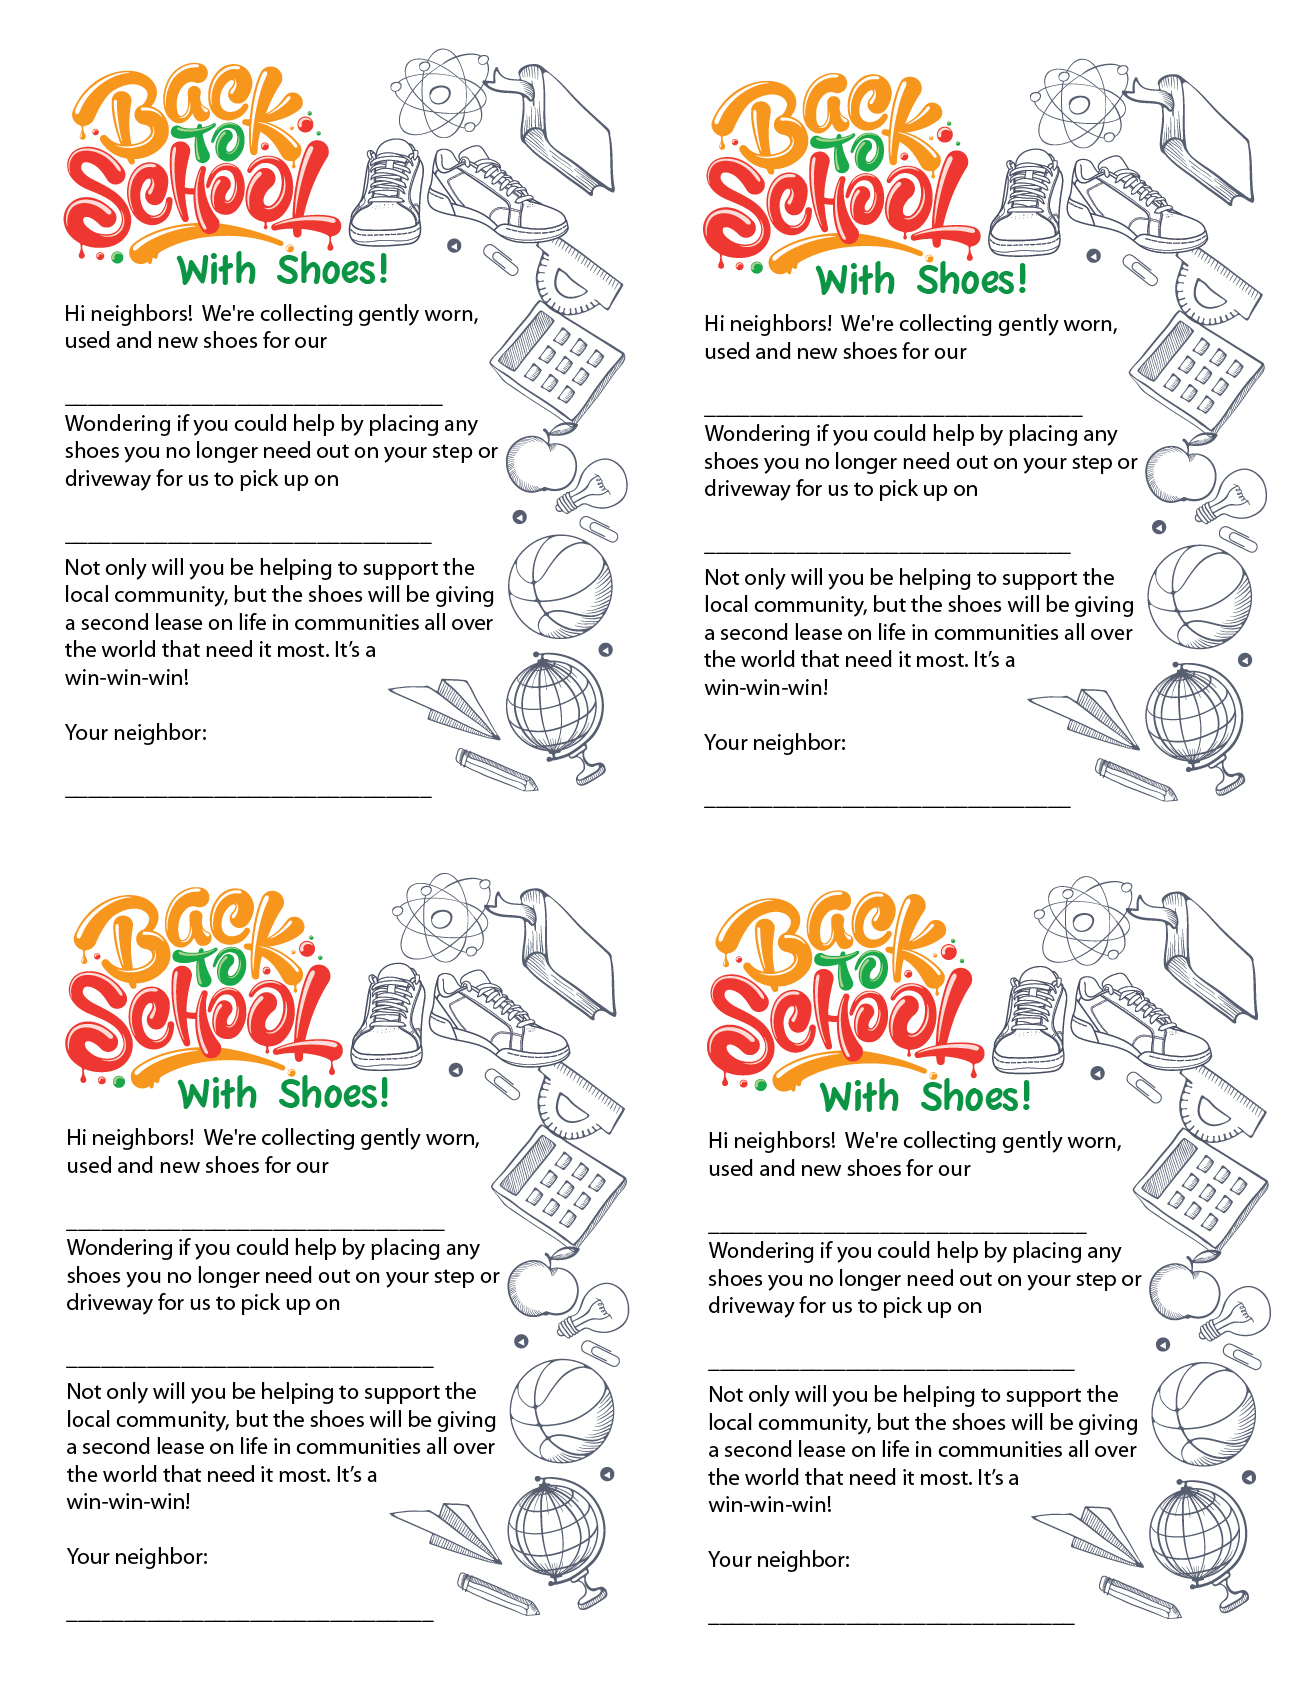 Back
to
School
With Shoes!
Hi neighbors!  We're collecting gently worn,
used and new shoes for our
_________________________________
Wondering if you could help by placing any
shoes you no longer need out on your step or
driveway for us to pick up on
________________________________
Not only will you be helping to support the
local community, but the shoes will be giving
a second lease on life in communities all over
the world that need it most. It’s a
win-win-win!
Your neighbor:
________________________________
Back
to
School
With Shoes!
Hi neighbors!  We're collecting gently worn,
used and new shoes for our
_________________________________
Wondering if you could help by placing any
shoes you no longer need out on your step or
driveway for us to pick up on
________________________________
Not only will you be helping to support the
local community, but the shoes will be giving
a second lease on life in communities all over
the world that need it most. It’s a
win-win-win!
Your neighbor:
________________________________
Back
to
School
With Shoes!
Hi neighbors!  We're collecting gently worn,
used and new shoes for our
_________________________________
Wondering if you could help by placing any
shoes you no longer need out on your step or
driveway for us to pick up on
________________________________
Not only will you be helping to support the
local community, but the shoes will be giving
a second lease on life in communities all over
the world that need it most. It’s a
win-win-win!
Your neighbor:
________________________________
Back
to
School
With Shoes!
Hi neighbors!  We're collecting gently worn,
used and new shoes for our
_________________________________
Wondering if you could help by placing any
shoes you no longer need out on your step or
driveway for us to pick up on
________________________________
Not only will you be helping to support the
local community, but the shoes will be giving
a second lease on life in communities all over
the world that need it most. It’s a
win-win-win!
Your neighbor:
________________________________